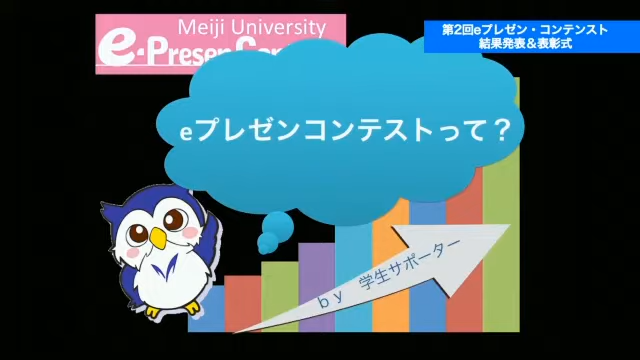 Meiji University
e-Presen Con
第2回eプレゼン・コンテンスト
結果発表＆表彰式
eプレゼンコンテストって？
by 学生サポーター